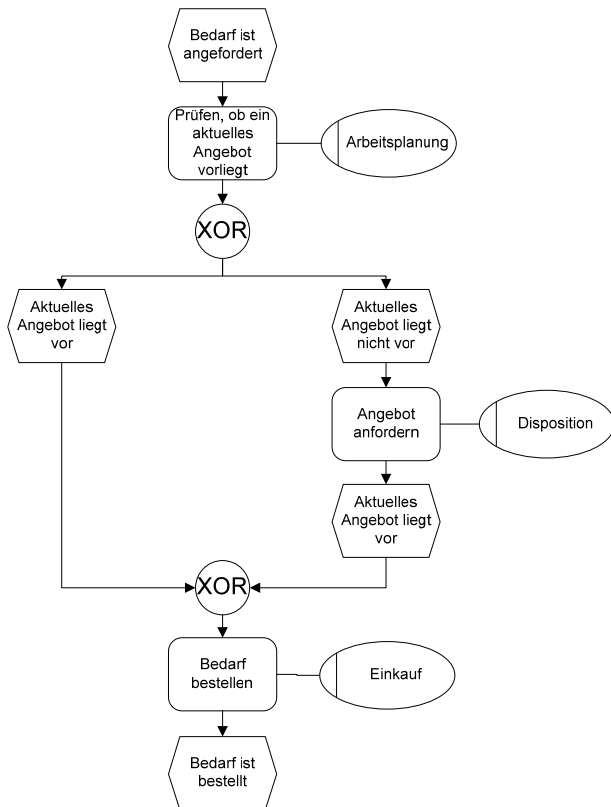 Bedarf ist
angefordert
Prüfen, ob ein
aktuelles
Angebot
vorliegt
Arbeitsplanung
XOR
Aktuelles
Angebot liegt
vor
Aktuelles
Angebot liegt
nicht vor
Angebot
anfordern
Disposition
Aktuelles
Angebot liegt
vor
XOR
Bedarf
bestellen
Einkauf
Bedarf ist
bestellt